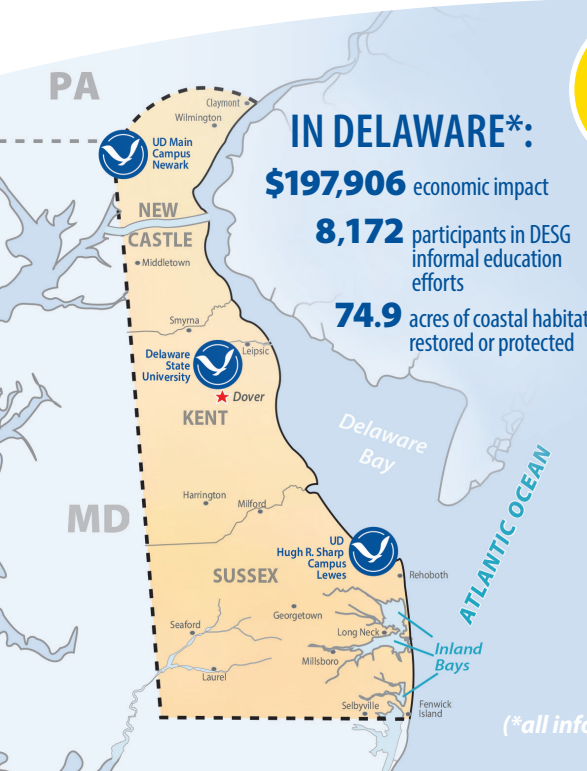 PA
Claymont
Wilmington
IN DELAWARE*:
UD Main
Campus
Newark
$197,906 economic impact
NEW
CASTLE
8,172 participants in DESG
informal education
efforts
Middletown
74.9 acres of coastal habitat
restored or protected
Smyrna
Leipsic
Delaware
State
University
Dover
KENT
Delaware
Bay
ATLANTIC OCEAN
MD
Harrington
Milford
UD
Hugh R. Sharp
Campus
Lewes
SUSSEX
Rehoboth
Georgetown
Seaford
Long Neck
Inland
Bays
Millsboro
Laurel
Selbyville
Fenwick
Island
(*all info